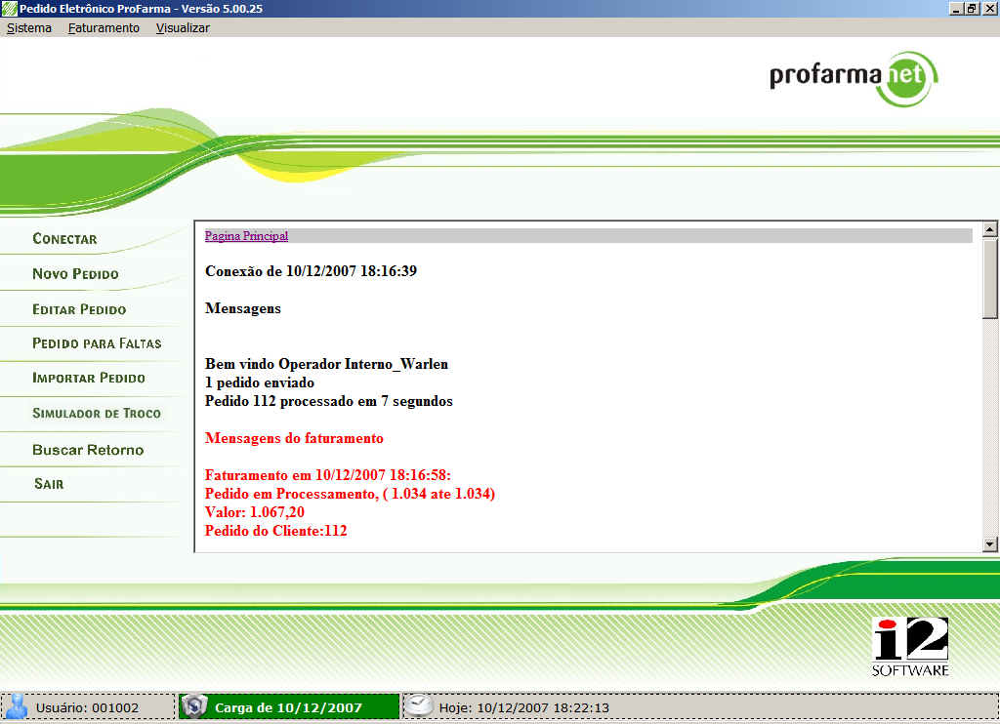 Pedido Eletrônico ProFarma - Versão 5.00.25
Sistema Faturamento Visualizar
profarmanet
CONECTAR
NOVO PEDIDO
EDITAR PEDIDO
PEDIDO PARA FALTAS
IMPORTAR PEDIDO
SIMULADOR DE TROCO
Buscar Retorno
SAIR
Pagina Principal
Conexão de 10/12/2007 18:16:39
Mensagens
Bem vindo Operador Interno_Warlen
1 pedido enviado
Pedido 112 processado em 7 segundos
Mensagens do faturamento
Faturamento em 10/12/2007 18:16:58:
Pedido em Processamento, ( 1.034 ate 1.034)
Valor: 1.067,20
Pedido do Cliente:112
i2
SOFTWARE
Usuário: 001002 Carga de 10/12/2007 Hoje: 10/12/2007 18:22:13